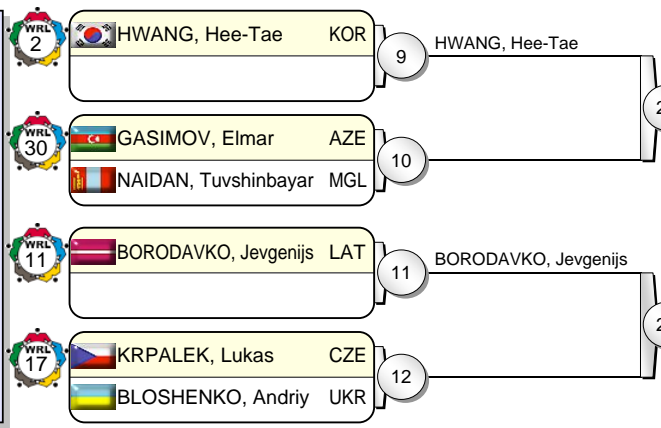 WRL
2
HWANG, Hee-Tae KOR
9
HWANG, Hee-Tae
WRL
30
GASIMOV, Elmar AZE
NAIDAN, Tuvshinbayar MGL
10
WRL
11
BORODAVKO, Jevgenijs LAT
11
BORODAVKO, Jevgenijs
WRL
17
KRPALEK, Lukas CZE
BLOSHENKO, Andriy UKR
12